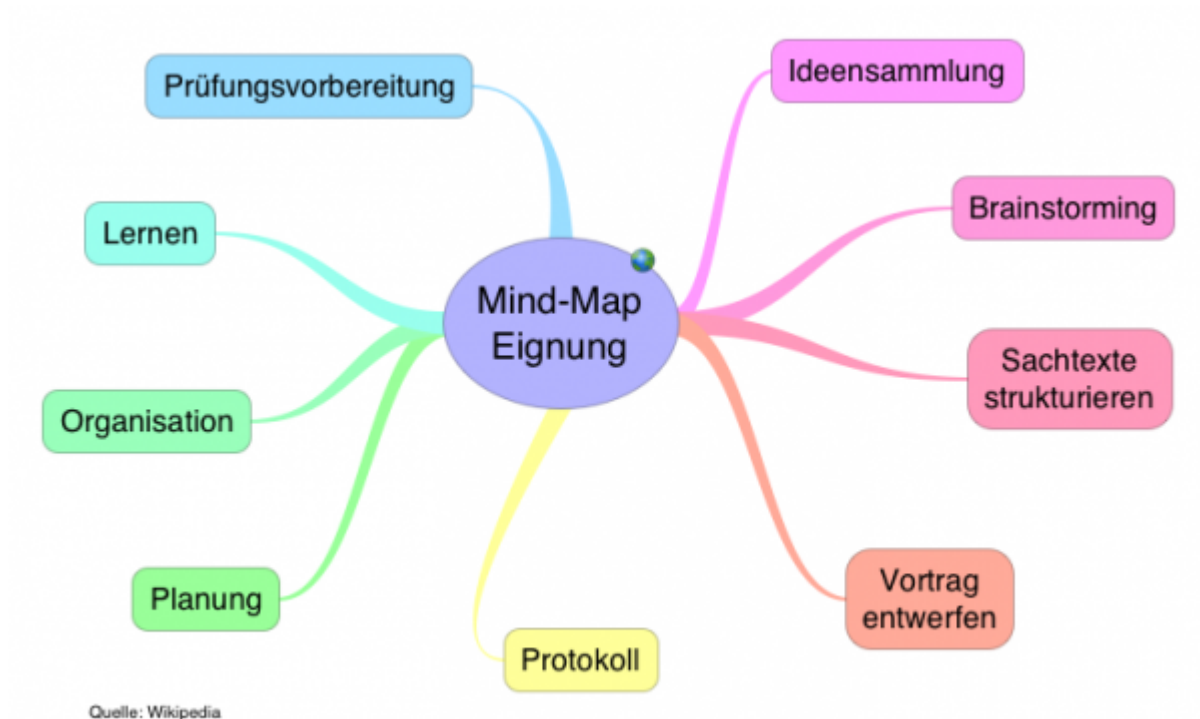 Mind-Map
Eignung
Ideensammlung
Brainstorming
Sachtexte
strukturieren
Vortrag
entwerfen
Protokoll
Planung
Organisation
Lernen
Prüfungsvorbereitung
Quelle: Wikipedia